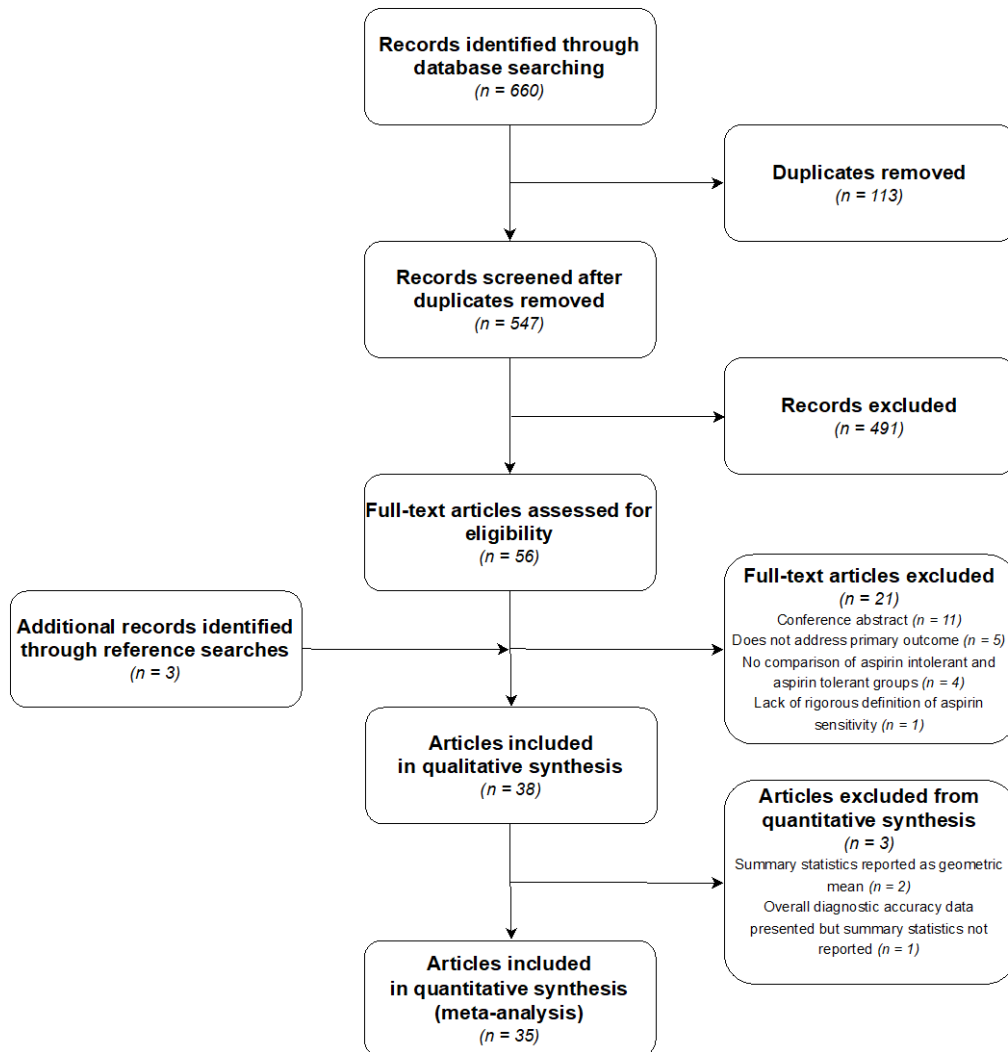 Records identified through
database searching
(n = 660)
Duplicates removed
(n = 113)
Records screened after
duplicates removed
(n = 547)
Records excluded
(n = 491)
Full-text articles assessed for
eligibility
(n = 56)
Full-text articles excluded
(n = 21)
Conference abstract (n = 11)
Does not address primary outcome (n = 5)
No comparison of aspirin intolerant and
aspirin tolerant groups (n = 4)
Lack of rigorous definition of aspirin
sensitivity (n = 1)
Additional records identified
through reference searches
(n = 3)
Articles included
in qualitative synthesis
(n = 38)
Articles excluded from
quantitative synthesis
(n = 3)
Summary statistics reported as geometric
mean (n = 2)
Overall diagnostic accuracy data
presented but summary statistics not
reported (n = 1)
Articles included
in quantitative synthesis
(meta-analysis)
(n = 35)